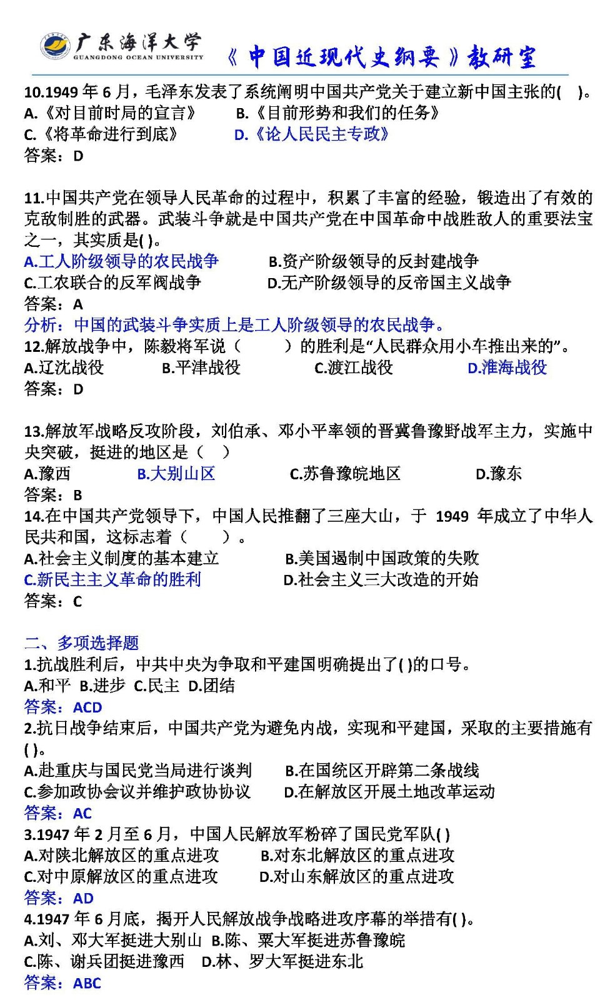 广东海洋大学
GUANGDONG OCEAN UNIVERSITY
《中国近现代史纲要》教研室
10.1949 年 6 月，毛泽东发表了系统阐明中国共产党关于建立新中国主张的(   )。
A.《对目前时局的宣言》 B.《目前形势和我们的任务》
C.《将革命进行到底》 D.《论人民民主专政》
答案：D
11.中国共产党在领导人民革命的过程中，积累了丰富的经验，锻造出了有效的
克敌制胜的武器。武装斗争就是中国共产党在中国革命中战胜敌人的重要法宝
之一，其实质是( )。
A.工人阶级领导的农民战争 B.资产阶级领导的反封建战争
C.工农联合的反军阀战争 D.无产阶级领导的反帝国主义战争
答案：A
分析：中国的武装斗争实质上是工人阶级领导的农民战争。
12.解放战争中，陈毅将军说（     ）的胜利是“人民群众用小车推出来的”。
A.辽沈战役 B.平津战役 C.渡江战役 D.淮海战役
答案：D
13.解放军战略反攻阶段，刘伯承、邓小平率领的晋冀鲁豫野战军主力，实施中
央突破，挺进的地区是（  ）
A.豫西 B.大别山区 C.苏鲁豫皖地区 D.豫东
答案：B
14.在中国共产党领导下，中国人民推翻了三座大山，于 1949 年成立了中华人
民共和国，这标志着（    ）。
A.社会主义制度的基本建立 B.美国遏制中国政策的失败
C.新民主主义革命的胜利 D.社会主义三大改造的开始
答案：C
二、多项选择题
1.抗战胜利后，中共中央为争取和平建国明确提出了( )的口号。
A.和平 B.进步 C.民主 D.团结
答案：ACD
2.抗日战争结束后，中国共产党为避免内战，实现和平建国，采取的主要措施有
( )。
A.赴重庆与国民党当局进行谈判 B.在国统区开辟第二条战线
C.参加政协会议并维护政协协议 D.在解放区开展土地改革运动
答案：AC
3.1947 年 2 月至 6 月，中国人民解放军粉碎了国民党军队( )
A.对陕北解放区的重点进攻 B.对东北解放区的重点进攻
C.对中原解放区的重点进攻 D.对山东解放区的重点进攻
答案：AD
4.1947 年 6 月底，揭开人民解放战争战略进攻序幕的举措有( )。
A.刘、邓大军挺进大别山 B.陈、粟大军挺进苏鲁豫皖
C.陈、谢兵团挺进豫西 D.林、罗大军挺进东北
答案：ABC